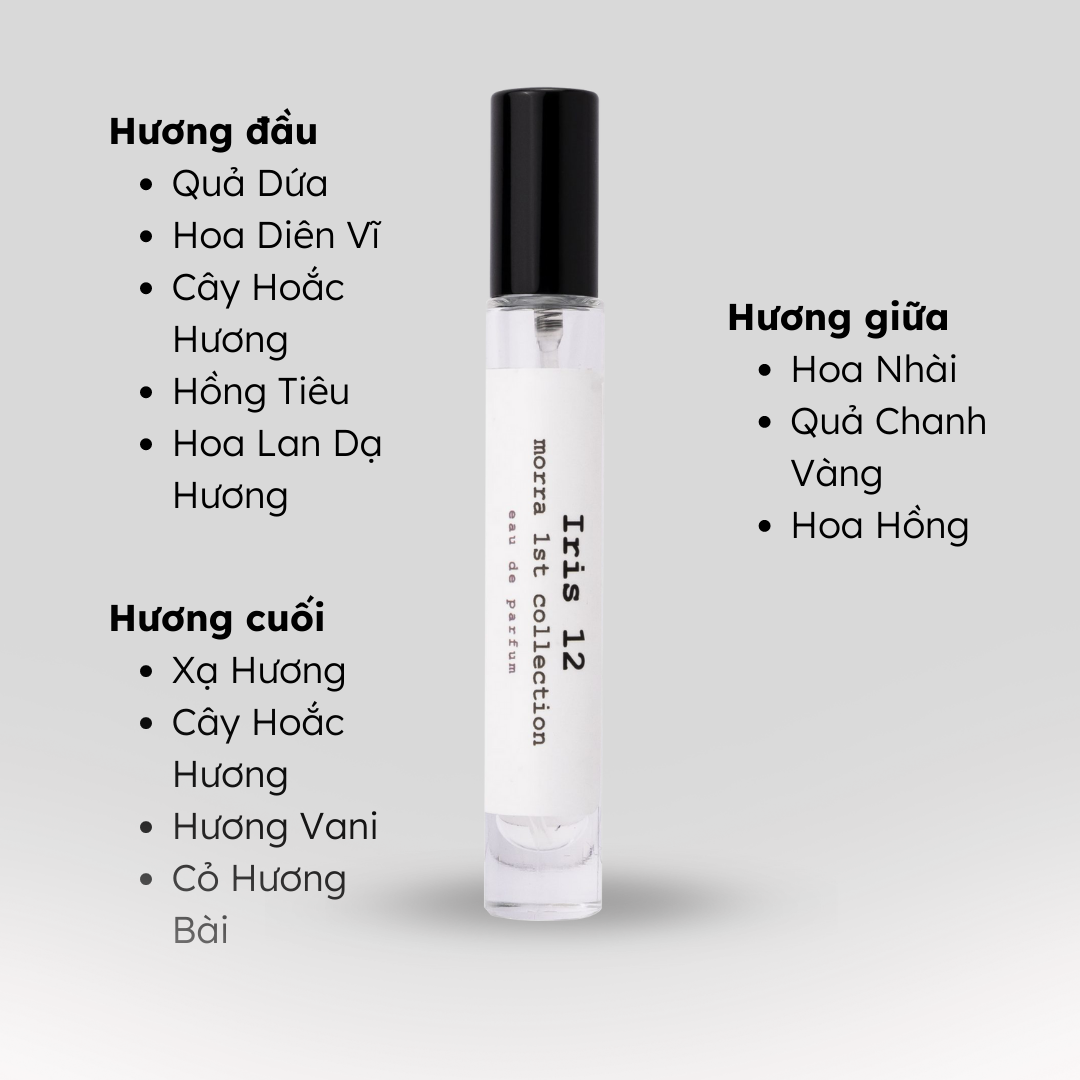 Hương đầu
• Quả Dứa
• Hoa Diên Vĩ
• Cây Hoắc
Hương
• Hồng Tiêu
• Hoa Lan Dạ
Hương
Hương cuối
• Xạ Hương
• Cây Hoắc
Hương
• Hương Vani
• Cỏ Hương
Bài
Iris 12
morra 1st collection
eau de parfum
Hương giữa
• Hoa Nhài
• Quả Chanh
Vàng
• Hoa Hồng